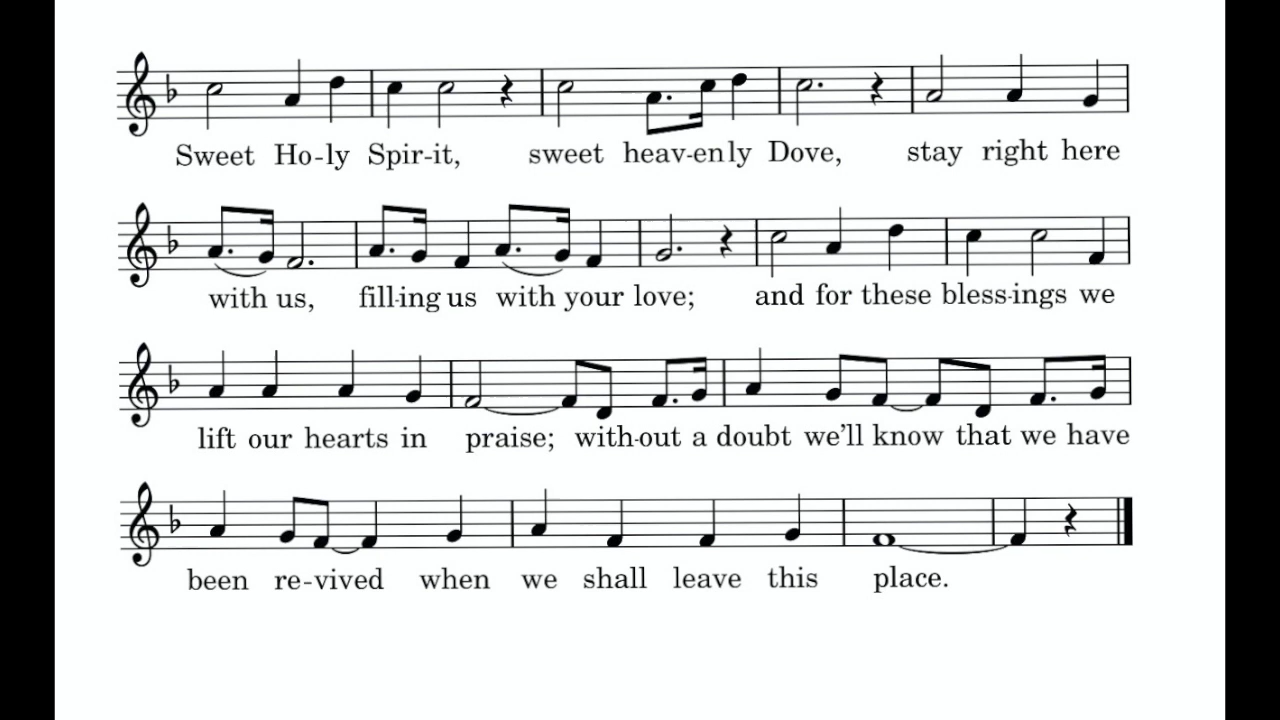 Sweet Ho-ly Spir-it, sweet heav-enly Dove, stay right here
with us, fill-ing us with your love; and for these bless-ings we
lift our hearts in praise; with-out a doubt we'll know that we have
been re-vived when we shall leave this place.